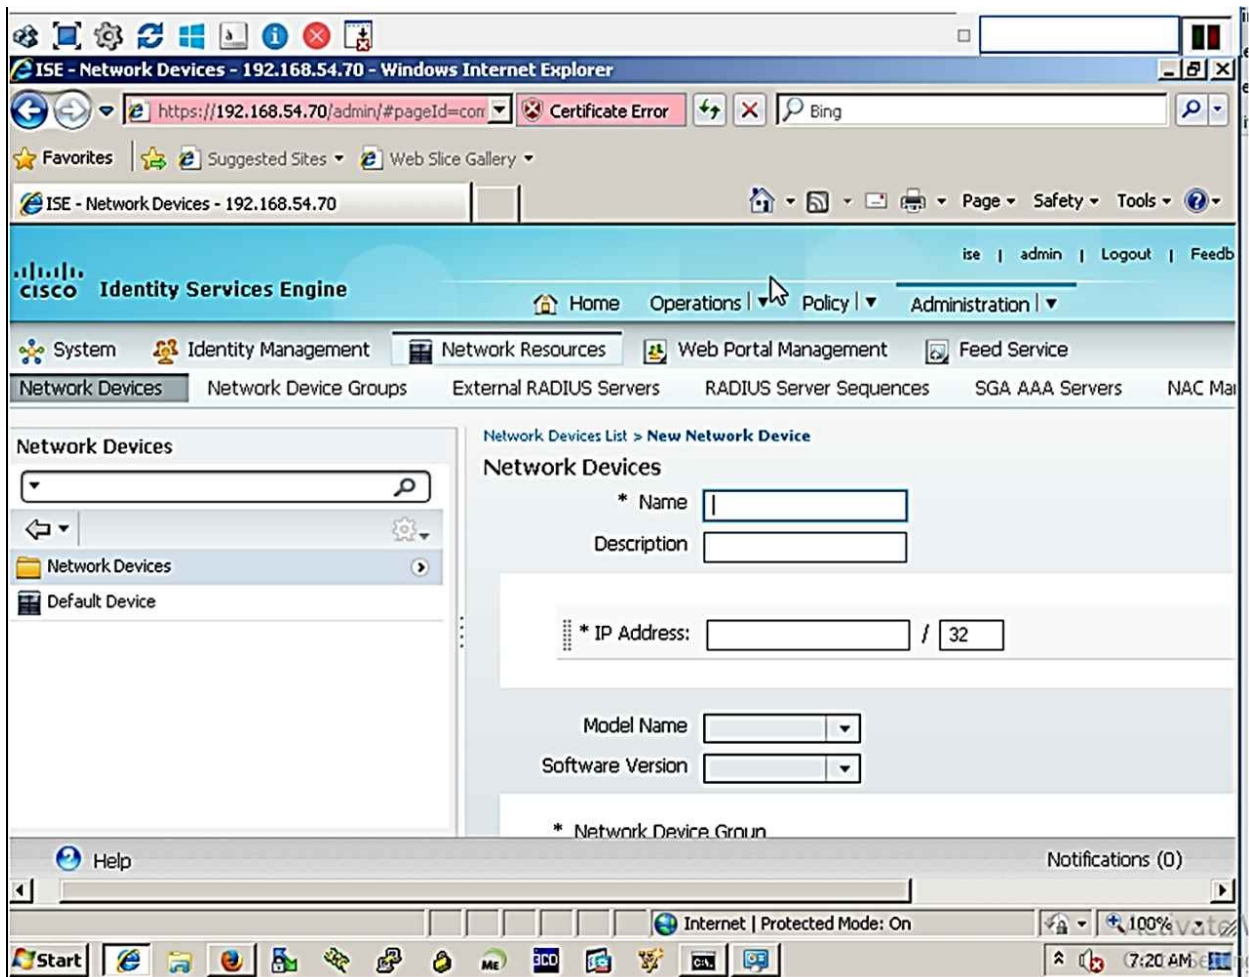 ISE - Network Devices - 192.168.54.70 - Windows Internet Explorer
https://192.168.54.70/admin/#pageId=com Certificate Error Bing
Favorites Suggested Sites Web Slice Gallery
ISE - Network Devices - 192.168.54.70 Page Safety Tools
ise | admin | Logout | Feedb
CISCO Identity Services Engine
Home Operations | Policy | Administration |
System Identity Management Network Resources Web Portal Management Feed Service
Network Devices Network Device Groups External RADIUS Servers RADIUS Server Sequences SGA AAA Servers NAC Mar
Network Devices
Network Devices
Default Device
Network Devices List > New Network Device
Network Devices
* Name
Description
* IP Address: / 32
Model Name
Software Version
* Network Device Group
Help Notifications (0)
Internet | Protected Mode: On 100%
Start ME 3CD C:\. 7:20 AM